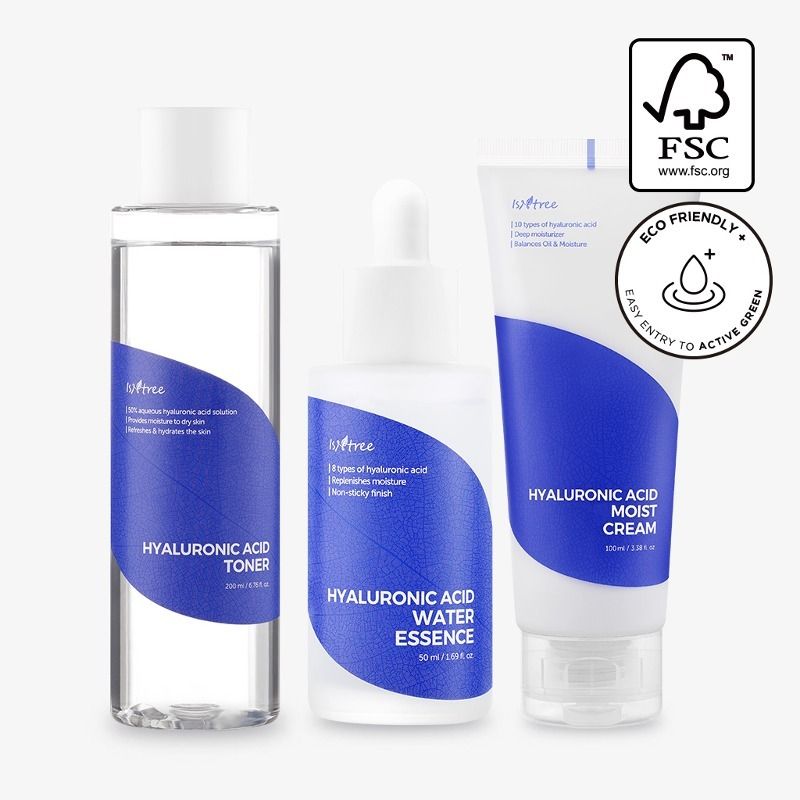 IsNtree
50% aqueous hyaluronic acid solution
Provides moisture to dry skin
Refreshes & hydrates the skin
HYALURONIC ACID
TONER
200 ml / 6.76 fl. oz.
IsNtree
8 types of hyaluronic acid
Replenishes moisture
Non-sticky finish
HYALURONIC ACID
WATER
ESSENCE
50 ml / 1.69 fl. oz.
IsNtree
10 types of hyaluronic acid
Deep moisturizer
Balances Oil & Moisture
HYALURONIC ACID
MOIST
CREAM
100 ml / 3.38 fl. oz
TM
FSC
www.fsc.org
ECO FRIENDLY +
EASY ENTRY TO ACTIVE GREEN